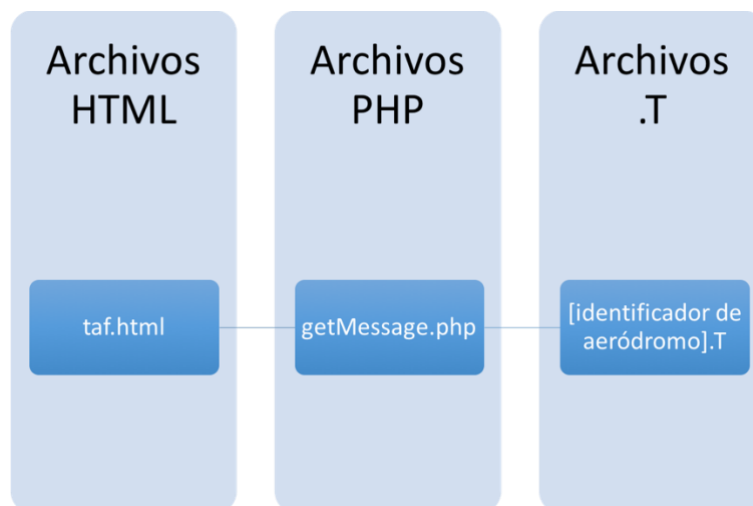 Archivos
HTML
Archivos
PHP
Archivos
.T
taf.html
getMessage.php
[identificador de
aeródromo].T